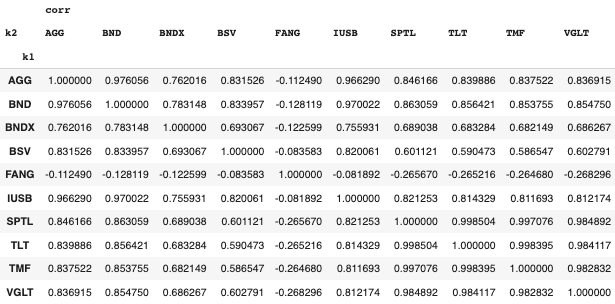 corr
k2 AGG BND BNDX BSV FANG IUSB SPTL TLT TMF VGLT
k1
AGG 1.000000 0.976056 0.762016 0.831526 -0.112490 0.966290 0.846166 0.839886 0.837522 0.836915
BND 0.976056 1.000000 0.783148 0.833957 -0.128119 0.970022 0.863059 0.856421 0.853755 0.854750
BNDX 0.762016 0.783148 1.000000 0.693067 -0.122599 0.755931 0.689038 0.683284 0.682149 0.686267
BSV 0.831526 0.833957 0.693067 1.000000 -0.083583 0.820061 0.601121 0.590473 0.586547 0.602791
FANG -0.112490 -0.128119 -0.122599 -0.083583 1.000000 -0.081892 -0.265670 -0.265216 -0.264680 -0.268296
IUSB 0.966290 0.970022 0.755931 0.820061 -0.081892 1.000000 0.821253 0.814329 0.811693 0.812174
SPTL 0.846166 0.863059 0.689038 0.601121 -0.265670 0.821253 1.000000 0.998504 0.997076 0.984892
TLT 0.839886 0.856421 0.683284 0.590473 -0.265216 0.814329 0.998504 1.000000 0.998395 0.984117
TMF 0.837522 0.853755 0.682149 0.586547 -0.264680 0.811693 0.997076 0.998395 1.000000 0.982832
VGLT 0.836915 0.854750 0.686267 0.602791 -0.268296 0.812174 0.984892 0.984117 0.982832 1.000000